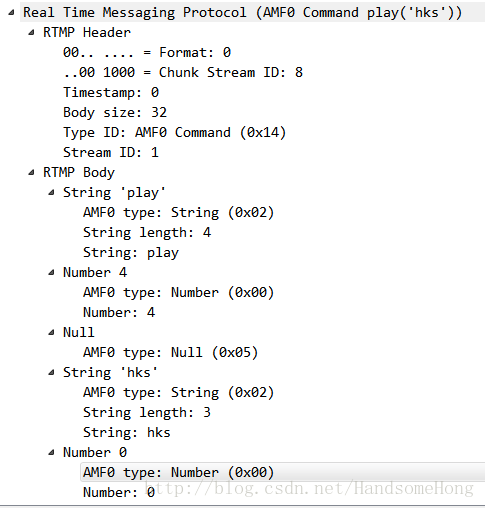 Real Time Messaging Protocol (AMF0 Command play('hks'))
RTMP Header
00.. .... = Format: 0
..00 1000 = Chunk Stream ID: 8
Timestamp: 0
Body size: 32
Type ID: AMF0 Command (0x14)
Stream ID: 1
RTMP Body
String 'play'
AMF0 type: String (0x02)
String length: 4
String: play
Number 4
AMF0 type: Number (0x00)
Number: 4
Null
AMF0 type: Null (0x05)
String 'hks'
AMF0 type: String (0x02)
String length: 3
String: hks
Number 0
AMF0 type: Number (0x00)
Number: 0
http://blog.csdn.net/HandsomeHong